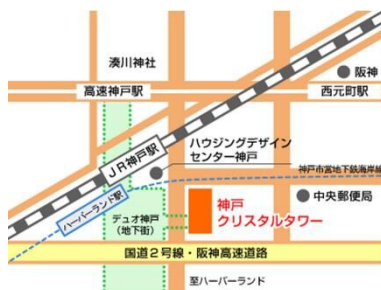 湊川神社
阪神
高速神戸駅
西元町駅
JR神戸駅
ハウジングデザイン
センター神戸
神戸市営地下鉄海岸線
ハーバーランド駅
中央郵便局
デュオ神戸
(地下街)
神戸
クリスタルタワー
国道2号線・阪神高速道路
至ハーバーランド